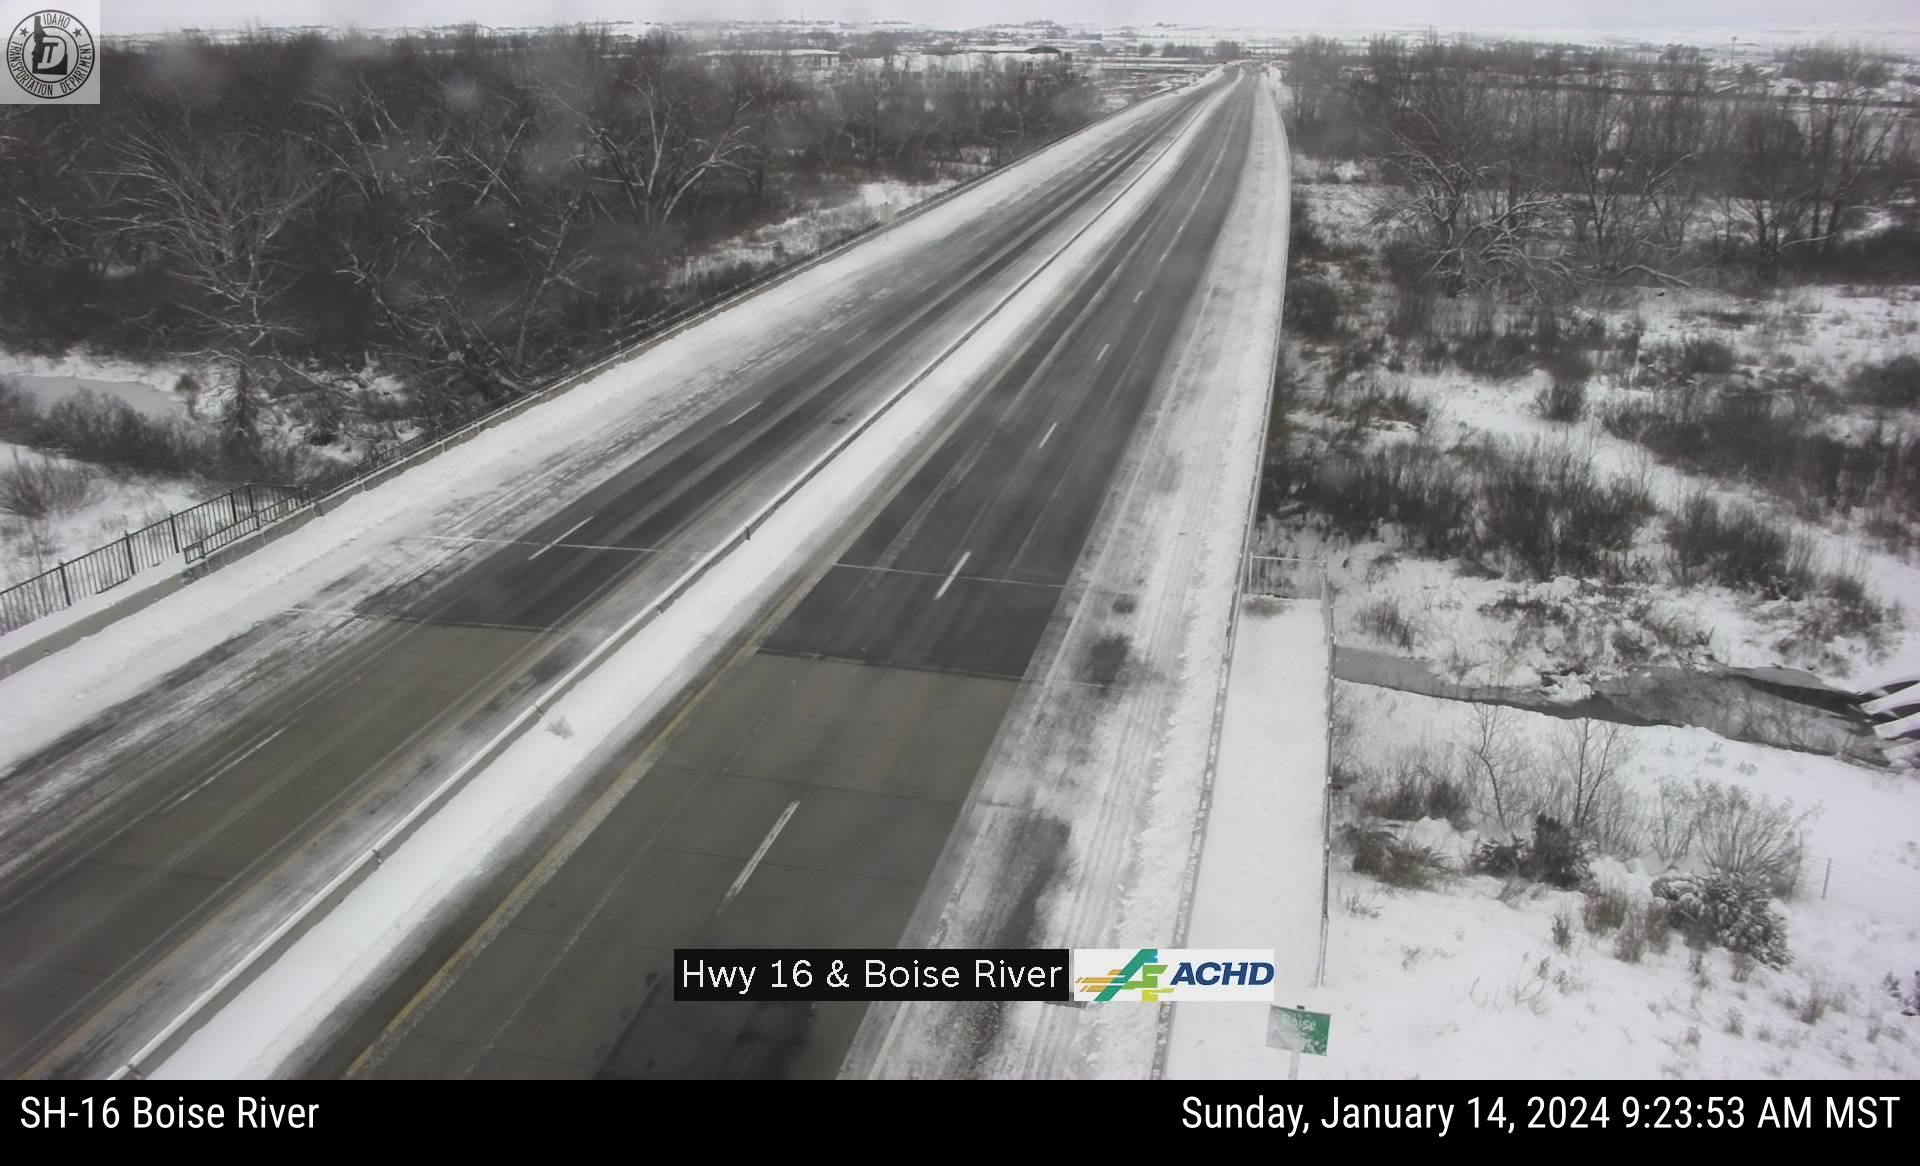 IDAHO
TRANSPORTATION DEPARTMENT
Hwy 16 & Boise River
ACHD
Boise
SH-16 Boise River
Sunday, January 14, 2024 9:23:53 AM MST